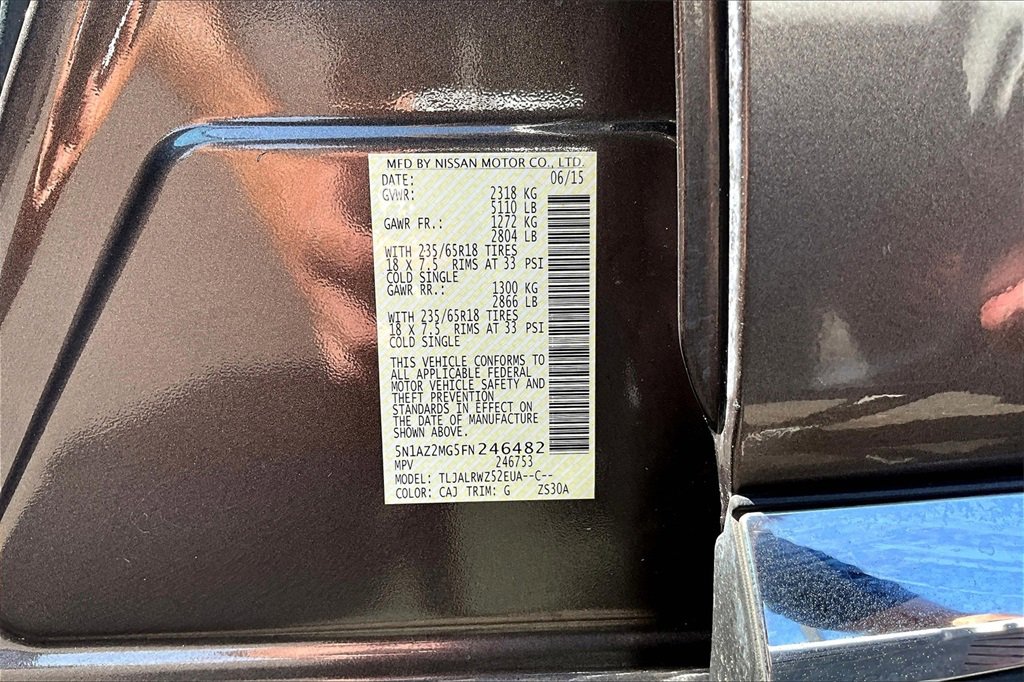 MFD BY NISSAN MOTOR CO., LTD.
DATE: 06/15
GVWR: 2318 KG
5110 LB
GAWR FR.: 1272 KG
2804 LB
WITH 235/65R18 TIRES
18 X 7.5 RIMS AT 33 PSI
COLD SINGLE
GAWR RR.: 1300 KG
2866 LB
WITH 235/65R18 TIRES
18 X 7.5 RIMS AT 33 PSI
COLD SINGLE
THIS VEHICLE CONFORMS TO
ALL APPLICABLE FEDERAL
MOTOR VEHICLE SAFETY AND
THEFT PREVENTION
STANDARDS IN EFFECT ON
THE DATE OF MANUFACTURE
SHOWN ABOVE.
5N1AZ2MG5FN246482
MPV 246753
MODEL: TLJALRWZ52EUA--C--
COLOR: CAJ TRIM: G ZS30A